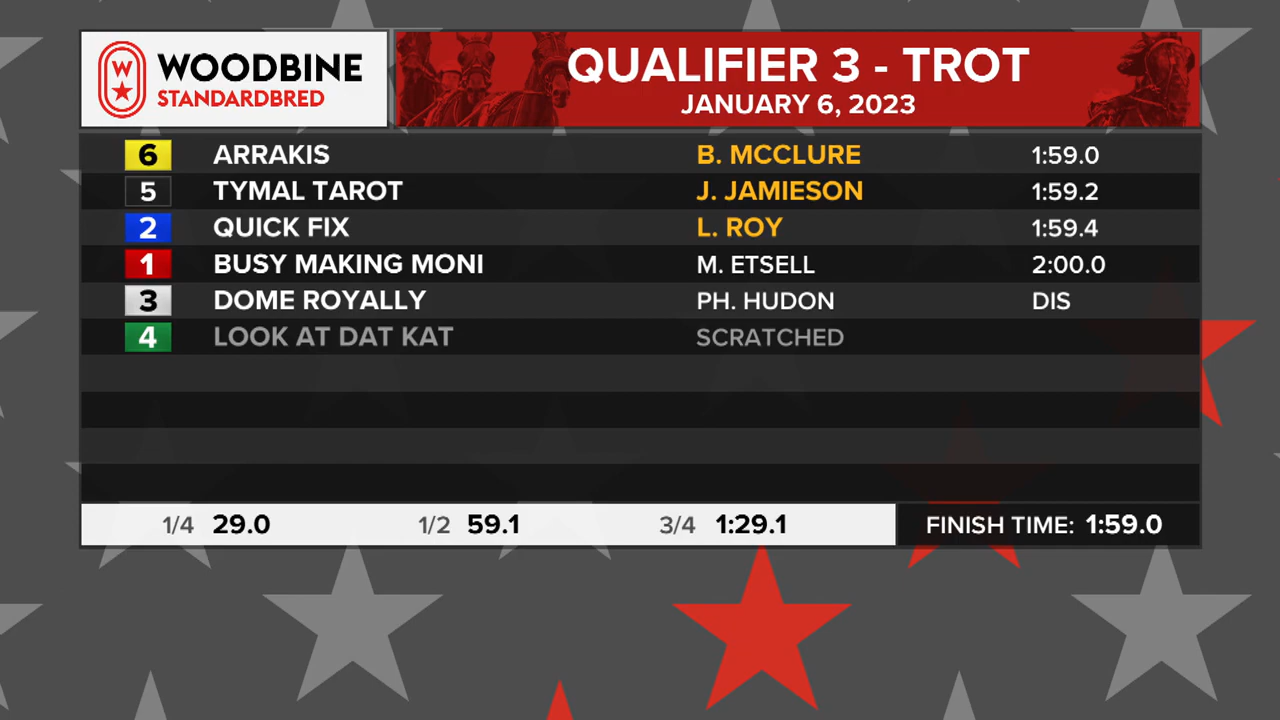 W
WOODBINE
STANDARDBRED
QUALIFIER 3 - TROT
JANUARY 6, 2023
6 ARRAKIS B. MCCLURE 1:59.0
5 TYMAL TAROT J. JAMIESON 1:59.2
2 QUICK FIX L. ROY 1:59.4
1 BUSY MAKING MONI M. ETSELL 2:00.0
3 DOME ROYALLY PH. HUDON DIS
4 LOOK AT DAT KAT SCRATCHED
1/4 29.0 1/2 59.1 3/4 1:29.1 FINISH TIME: 1:59.0